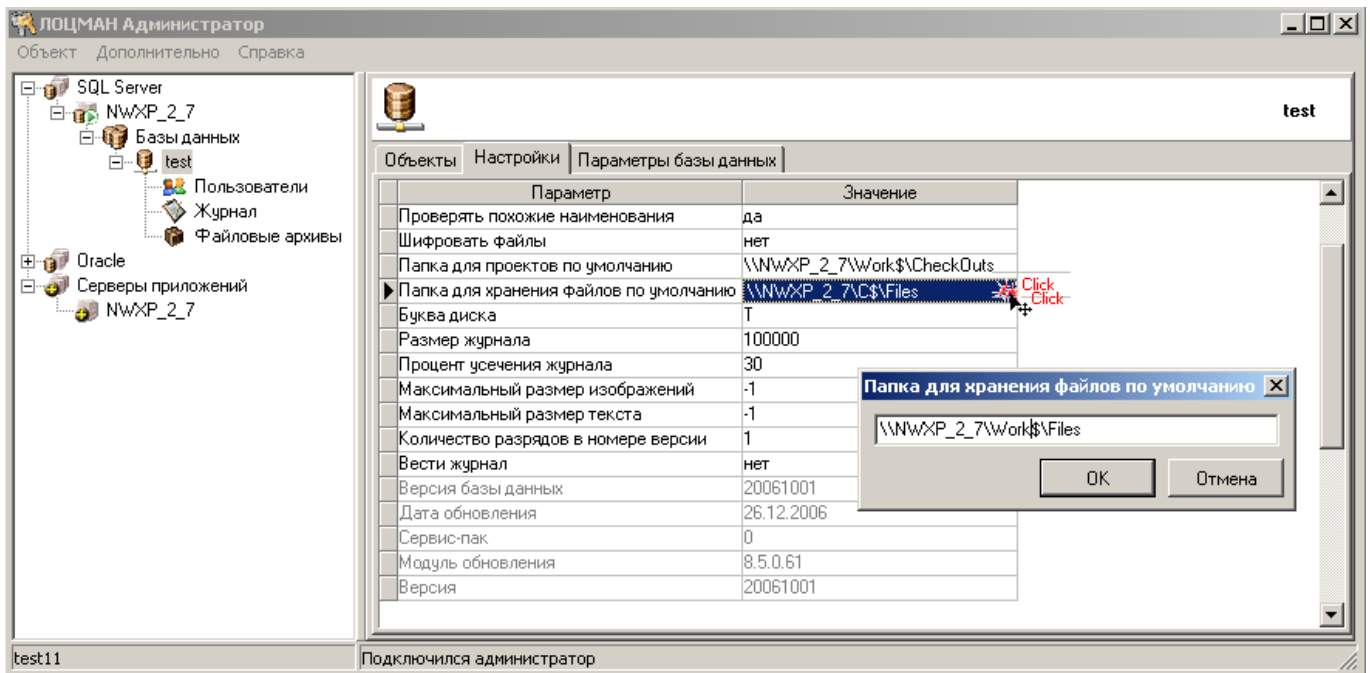 ЛОЦМАН Администратор
Объект Дополнительно Справка
SQL Server
NWXP_2_7
Базы данных
test
Пользователи
Журнал
Файловые архивы
Oracle
Серверы приложений
NWXP_2_7
test
Объекты Настройки Параметры базы данных
Параметр Значение
Проверять похожие наименования да
Шифровать файлы нет
Папка для проектов по умолчанию \\NWXP_2_7\Work$\CheckOuts
Папка для хранения файлов по умолчанию \\NWXP_2_7\C$\Files
Click
Click
Буква диска T
Размер журнала 100000
Процент усечения журнала 30
Максимальный размер изображений -1
Максимальный размер текста -1
Количество разрядов в номере версии 1
Вести журнал нет
Версия базы данных 20061001
Дата обновления 26.12.2006
Сервис-пак 0
Модуль обновления 8.5.0.61
Версия 20061001
Папка для хранения файлов по умолчанию
\\NWXP_2_7\Work$\Files
OK Отмена
test11 Подключился администратор